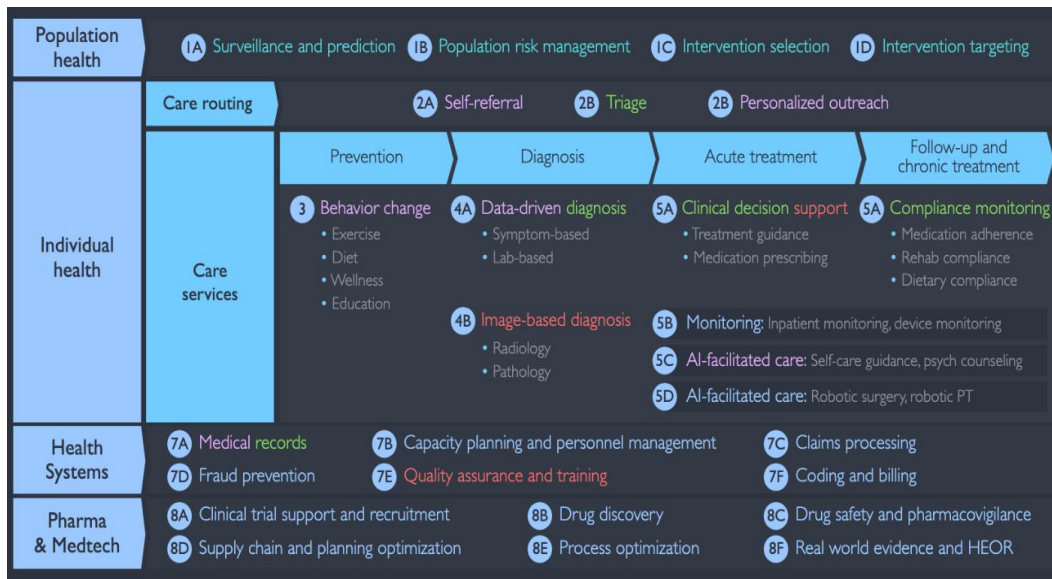 Population health
1A Surveillance and prediction 1B Population risk management 1C Intervention selection 1D Intervention targeting
Individual health
Care routing
2A Self-referral 2B Triage 2B Personalized outreach
Care services
Prevention
Diagnosis
Acute treatment
Follow-up and chronic treatment
3 Behavior change
• Exercise
• Diet
• Wellness
• Education
4A Data-driven diagnosis
• Symptom-based
• Lab-based
4B Image-based diagnosis
• Radiology
• Pathology
5A Clinical decision support
• Treatment guidance
• Medication prescribing
5A Compliance monitoring
• Medication adherence
• Rehab compliance
• Dietary compliance
5B Monitoring: Inpatient monitoring, device monitoring
5C AI-facilitated care: Self-care guidance, psych counseling
5D AI-facilitated care: Robotic surgery, robotic PT
Health Systems
7A Medical records 7B Capacity planning and personnel management 7C Claims processing
7D Fraud prevention 7E Quality assurance and training 7F Coding and billing
Pharma & Medtech
8A Clinical trial support and recruitment 8B Drug discovery 8C Drug safety and pharmacovigilance
8D Supply chain and planning optimization 8E Process optimization 8F Real world evidence and HEOR